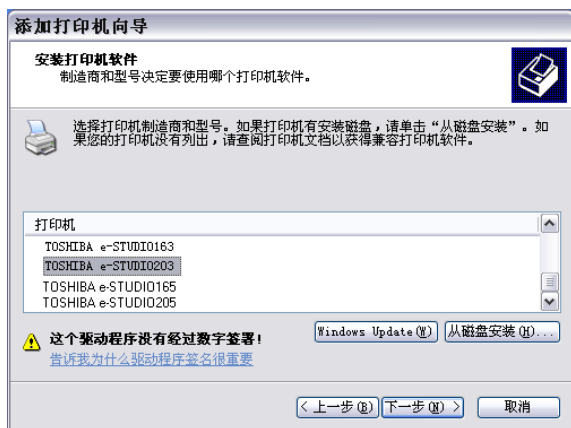 添加打印机向导
安装打印机软件
制造商和型号决定要使用哪个打印机软件。
选择打印机制造商和型号。如果打印机有安装磁盘，请单击“从磁盘安装”。如
果您的打印机没有列出，请查阅打印机文档以获得兼容打印机软件。
打印机
TOSHIBA e-STUDIO163
TOSHIBA e-STUDIO203
TOSHIBA e-STUDIO165
TOSHIBA e-STUDIO205
这个驱动程序没有经过数字签署！
Windows Update(W) 从磁盘安装(H)...
告诉我为什么驱动程序签名很重要
< 上一步(B) 下一步(N) > 取消